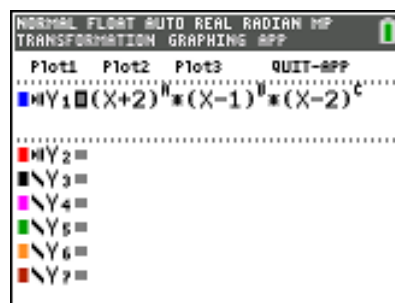 NORMAL FLOAT AUTO REAL RADIAN MP
TRANSFORMATION GRAPHING APP
Plot1 Plot2 Plot3 QUIT-APP
Y₁=(X+2)ᴬ*(X-1)ᴮ*(X-2)ᶜ
Y₂=
Y₃=
Y₄=
Y₅=
Y₆=
Y₇=